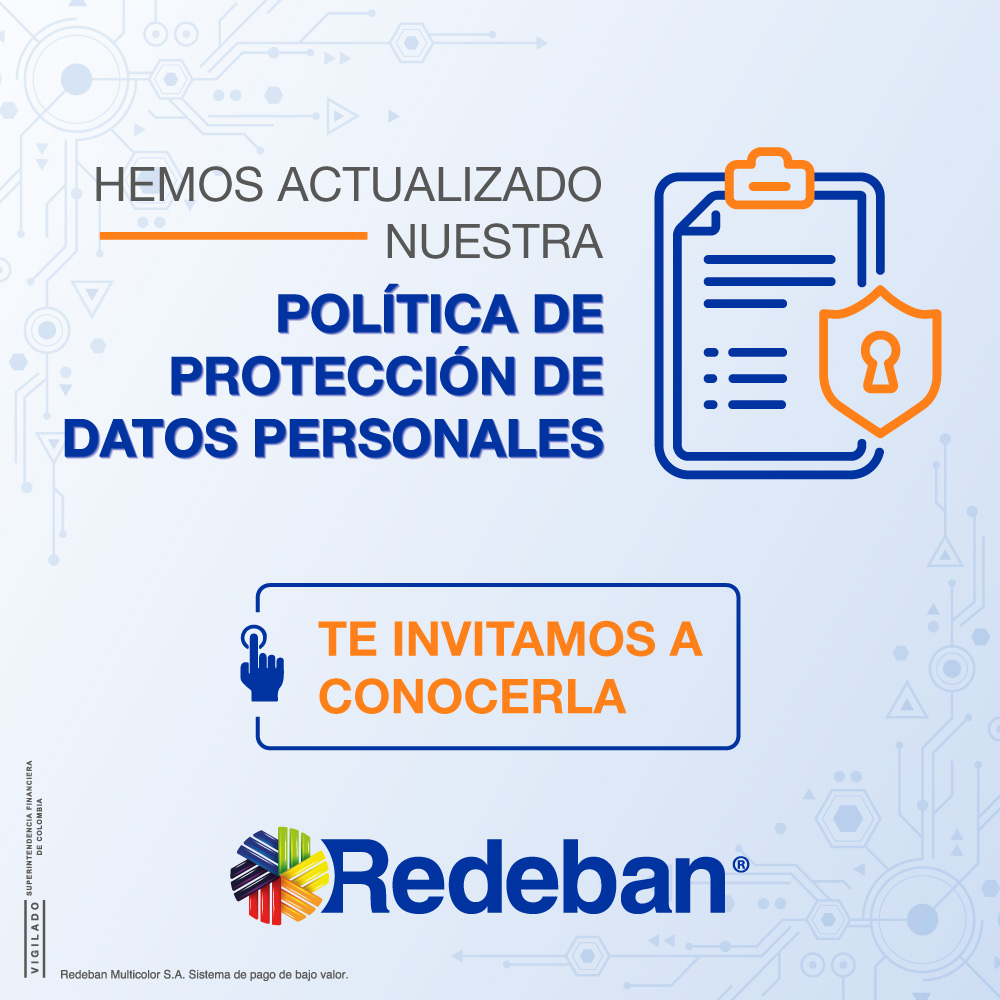 HEMOS ACTUALIZADO
NUESTRA
POLÍTICA DE
PROTECCIÓN DE
DATOS PERSONALES
TE INVITAMOS A
CONOCERLA
Redeban®
VIGILADO SUPERINTENDENCIA FINANCIERA
DE COLOMBIA
Redeban Multicolor S.A. Sistema de pago de bajo valor.